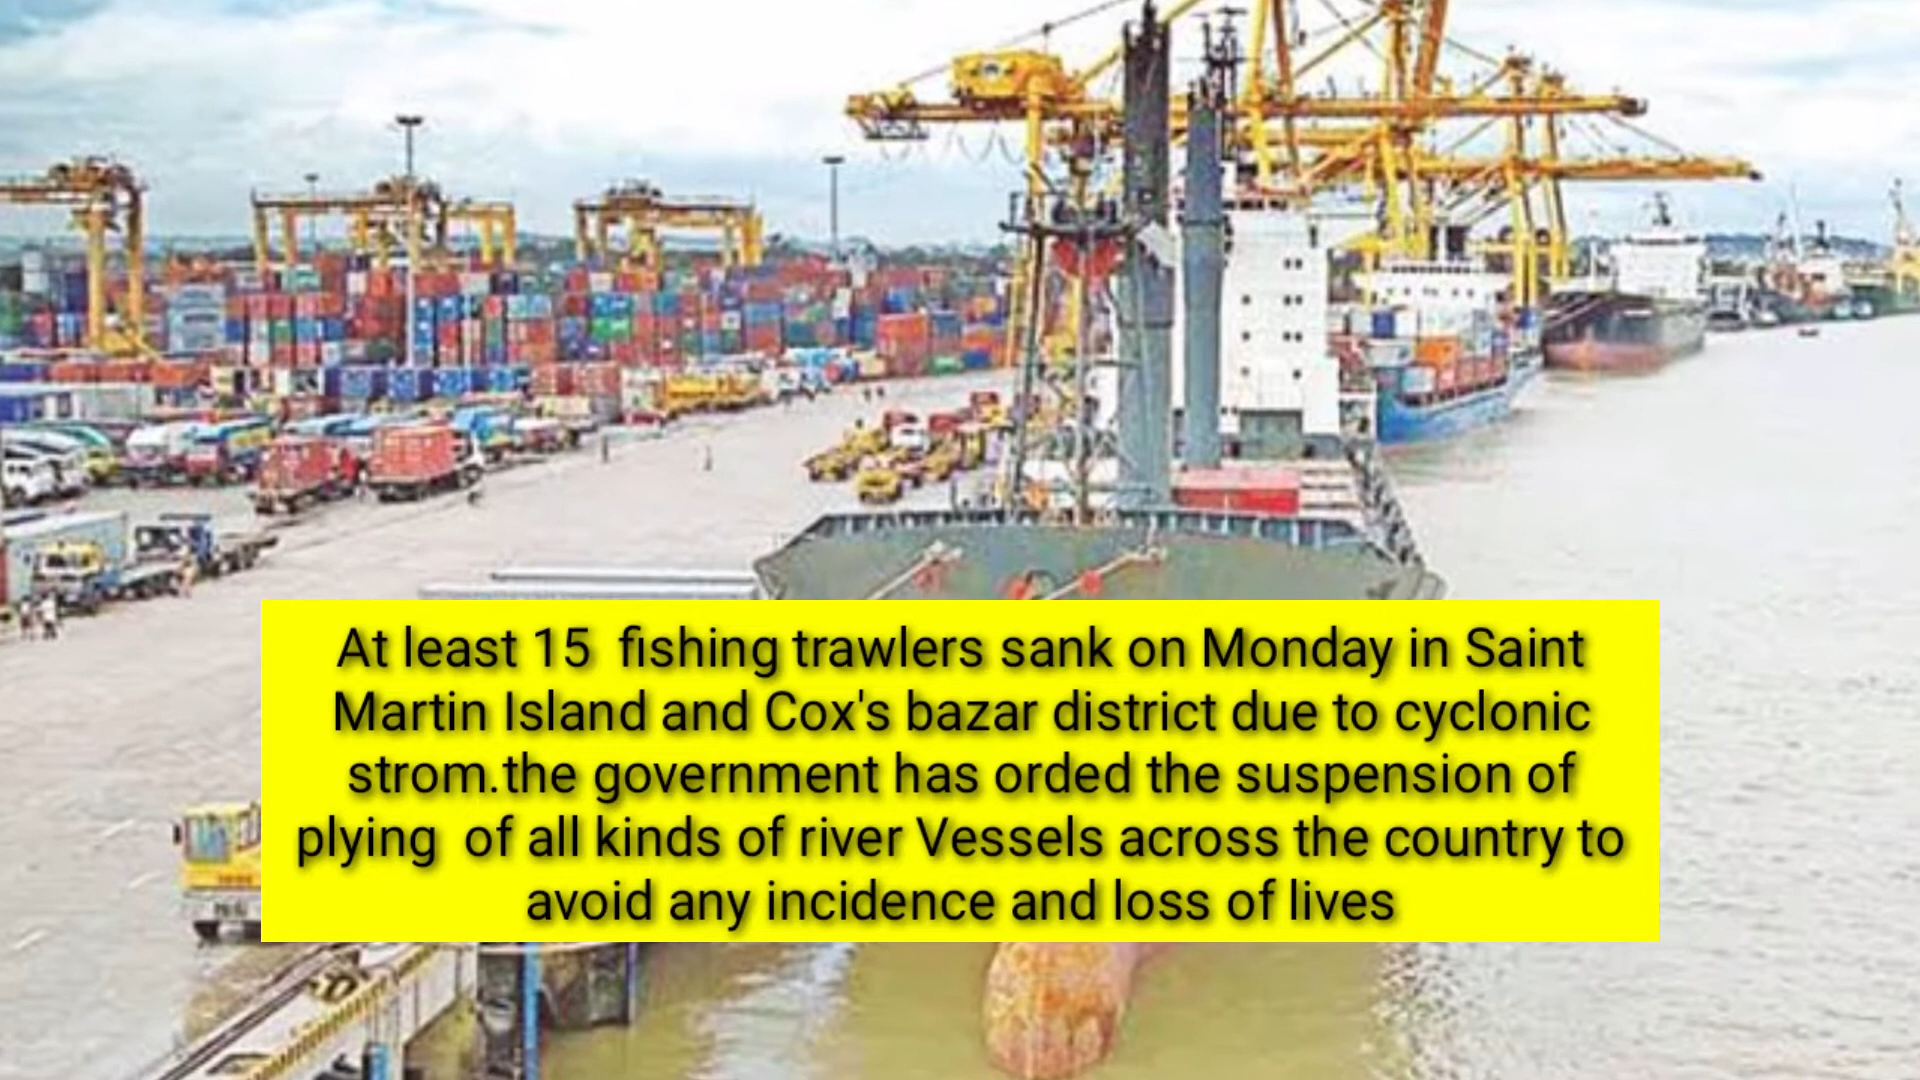 At least 15  fishing trawlers sank on Monday in Saint
Martin Island and Cox's bazar district due to cyclonic
strom.the government has orded the suspension of
plying  of all kinds of river Vessels across the country to
avoid any incidence and loss of lives